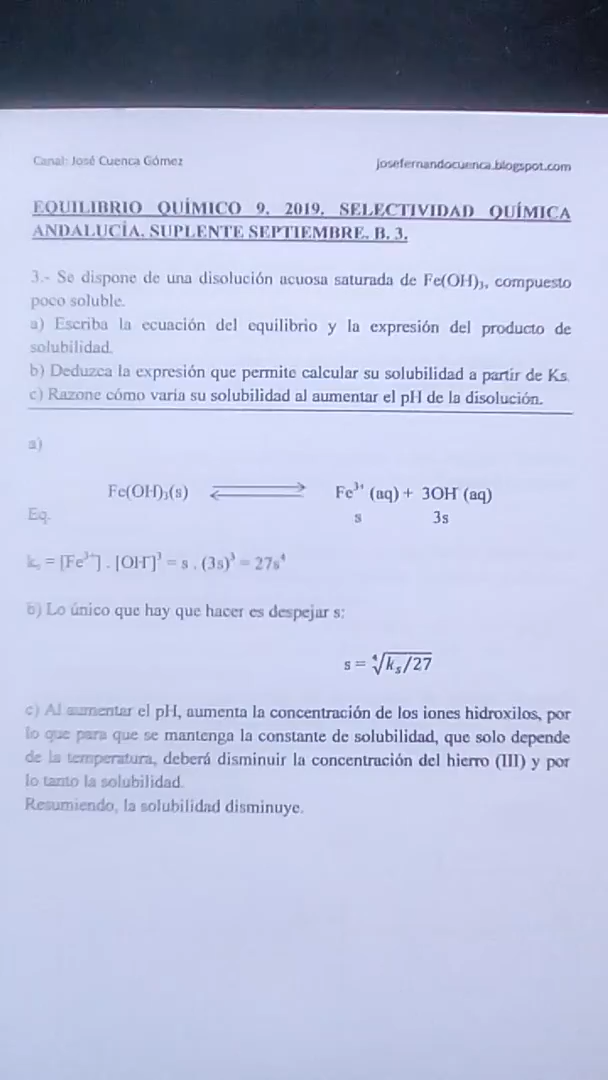 Canal: José Cuenca Gómez
josefernandocuenca.blogspot.com
EQUILIBRIO QUÍMICO 9. 2019. SELECTIVIDAD QUÍMICA
ANDALUCÍA. SUPLENTE SEPTIEMBRE. B. 3.
3.- Se dispone de una disolución acuosa saturada de Fe(OH)₃, compuesto
poco soluble.
a) Escriba la ecuación del equilibrio y la expresión del producto de
solubilidad.
b) Deduzca la expresión que permite calcular su solubilidad a partir de Ks.
c) Razone cómo varia su solubilidad al aumentar el pH de la disolución.
a)
Fe(OH)₃(s) ⇌ Fe³⁺ (aq) + 3OH⁻ (aq)
Eq. s 3s
kₛ = [Fe³⁺] . [OH⁻]³ = s . (3s)³ = 27s⁴
b) Lo único que hay que hacer es despejar s:
s = ∜kₛ/27
c) Al aumentar el pH, aumenta la concentración de los iones hidroxilos, por
lo que para que se mantenga la constante de solubilidad, que solo depende
de la temperatura, deberá disminuir la concentración del hierro (III) y por
lo tanto la solubilidad.
Resumiendo, la solubilidad disminuye.